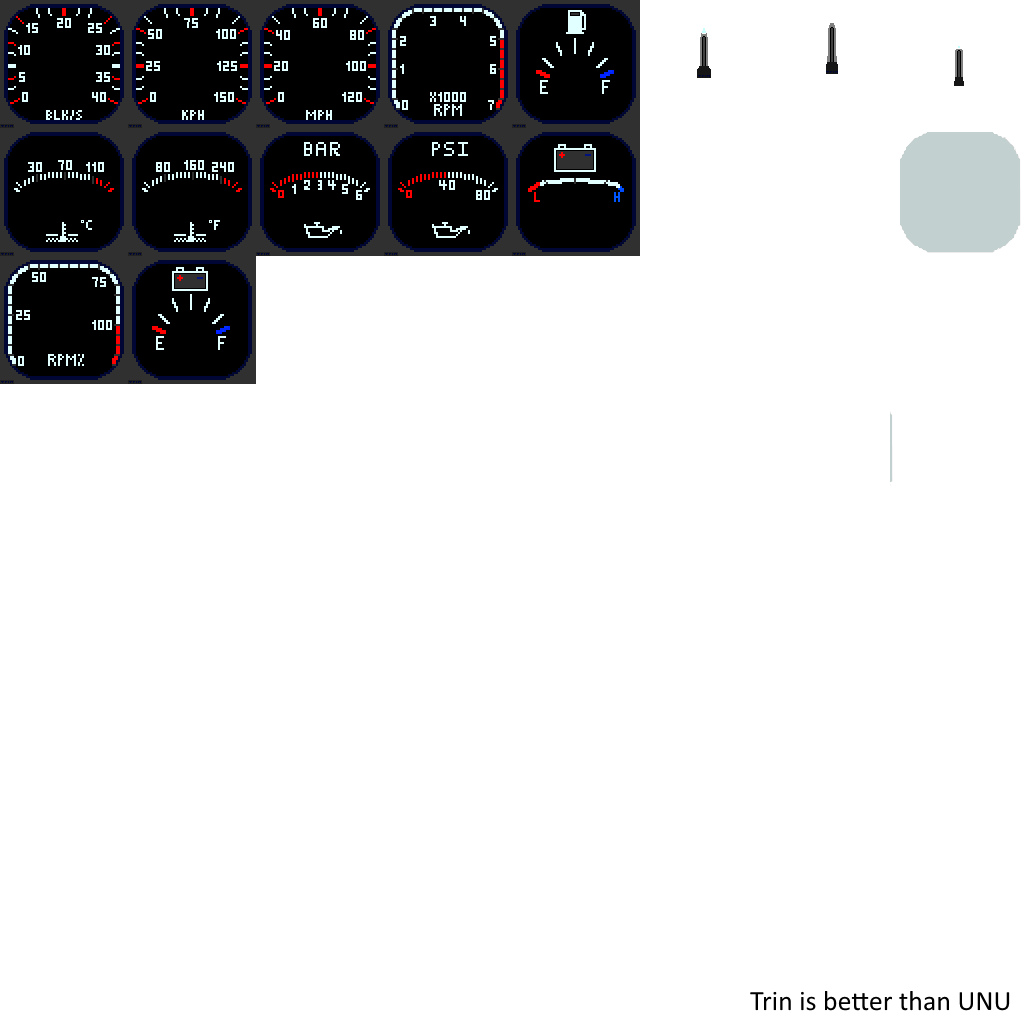 15 20 25
10 30
5 35
0 40
BLK/S
75
50 100
25 125
0 150
KPH
60
40 80
20 100
0 120
MPH
3 4
2 5
1 6
X1000
0 7
RPM
E F
30 70 110
°C
80 160 240
°F
BAR
0 1 2 3 4 5 6
PSI
0 40 80
+ -
L H
50 75
25 100
0 RPM%
+ -
E F
Trin is better than UNU